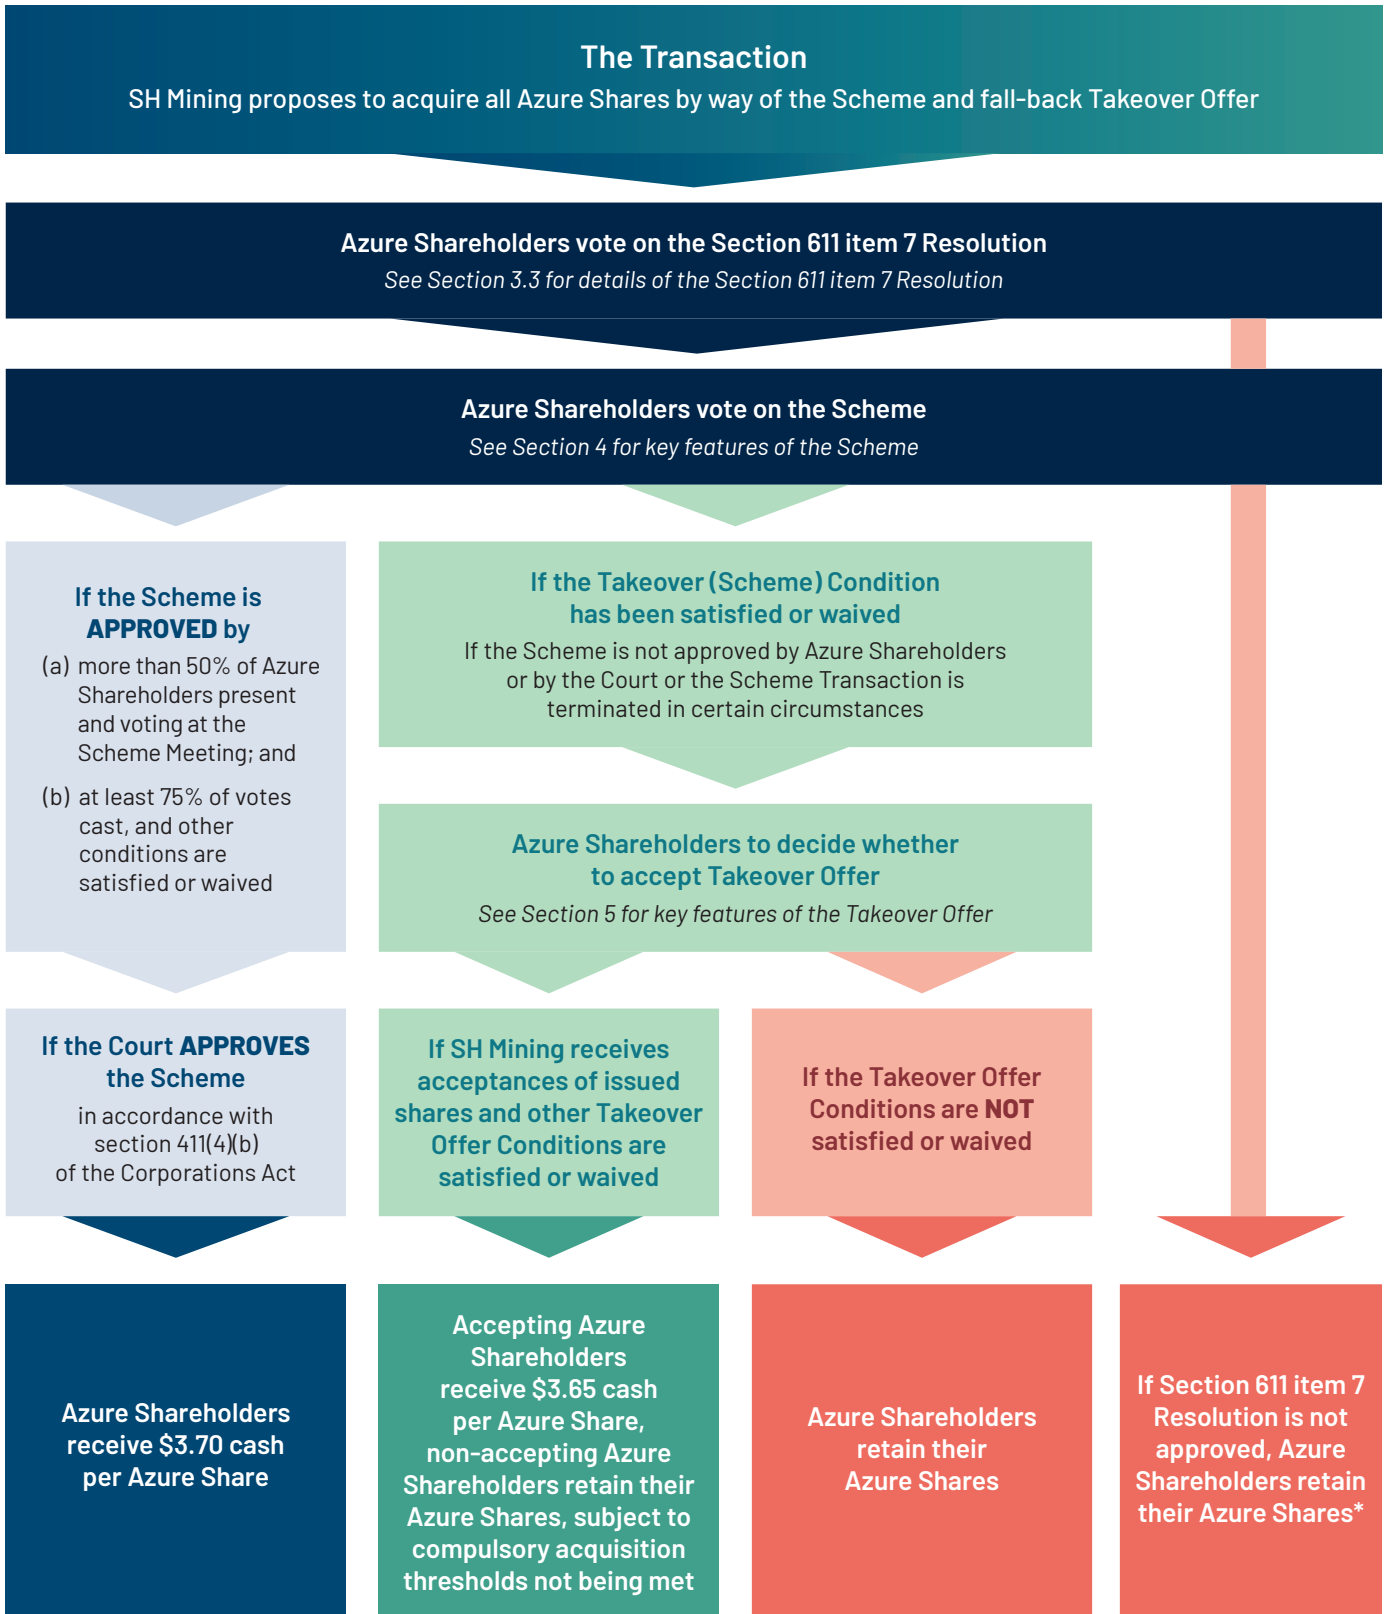 The Transaction
SH Mining proposes to acquire all Azure Shares by way of the Scheme and fall-back Takeover Offer
Azure Shareholders vote on the Section 611 item 7 Resolution
See Section 3.3 for details of the Section 611 item 7 Resolution
Azure Shareholders vote on the Scheme
See Section 4 for key features of the Scheme
If the Scheme is
APPROVED by
(a) more than 50% of Azure
Shareholders present
and voting at the
Scheme Meeting; and
(b) at least 75% of votes
cast, and other
conditions are
satisfied or waived
If the Takeover (Scheme) Condition
has been satisfied or waived
If the Scheme is not approved by Azure Shareholders
or by the Court or the Scheme Transaction is
terminated in certain circumstances
Azure Shareholders to decide whether
to accept Takeover Offer
See Section 5 for key features of the Takeover Offer
If the Court APPROVES
the Scheme
in accordance with
section 411(4)(b)
of the Corporations Act
If SH Mining receives
acceptances of issued
shares and other Takeover
Offer Conditions are
satisfied or waived
If the Takeover Offer
Conditions are NOT
satisfied or waived
Azure Shareholders
receive $3.70 cash
per Azure Share
Accepting Azure
Shareholders
receive $3.65 cash
per Azure Share,
non-accepting Azure
Shareholders retain their
Azure Shares, subject to
compulsory acquisition
thresholds not being met
Azure Shareholders
retain their
Azure Shares
If Section 611 item 7
Resolution is not
approved, Azure
Shareholders retain
their Azure Shares*